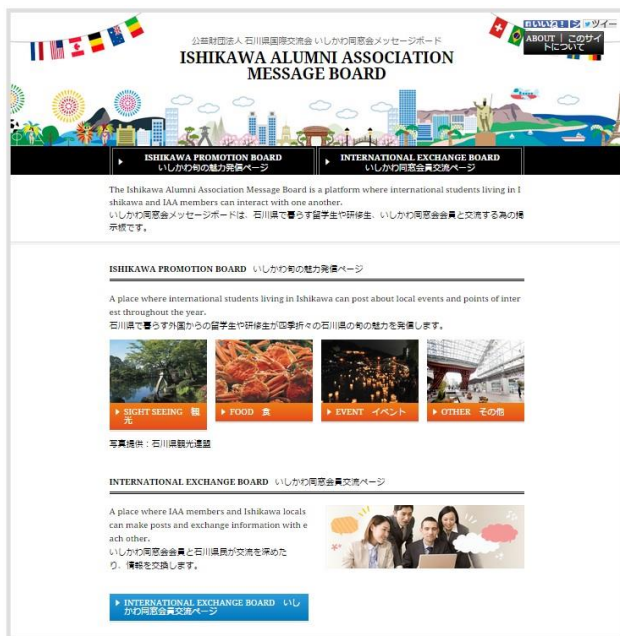 いいね！
ツイー
ABOUT | このサイ
トについて
公益財団法人 石川県国際交流会 いしかわ同窓会メッセージボード
ISHIKAWA ALUMNI ASSOCIATION
MESSAGE BOARD
ISHIKAWA PROMOTION BOARD
いしかわ旬の魅力発信ページ
INTERNATIONAL EXCHANGE BOARD
いしかわ同窓会員交流ページ
The Ishikawa Alumni Association Message Board is a platform where international students living in I
shikawa and IAA members can interact with one another.
いしかわ同窓会メッセージボードは、石川県で暮らす留学生や研修生、いしかわ同窓会会員と交流する為の掲
示板です。
ISHIKAWA PROMOTION BOARD いしかわ旬の魅力発信ページ
A place where international students living in Ishikawa can post about local events and points of inter
est throughout the year.
石川県で暮らす外国からの留学生や研修生が四季折々の石川県の旬の魅力を発信します。
SIGHT SEEING 観
光
FOOD 食
EVENT イベント
OTHER その他
写真提供：石川県観光連盟
INTERNATIONAL EXCHANGE BOARD いしかわ同窓会員交流ページ
A place where IAA members and Ishikawa locals
can make posts and exchange information with e
ach other.
いしかわ同窓会会員と石川県民が交流を深めた
り、情報を交換します。
INTERNATIONAL EXCHANGE BOARD いし
かわ同窓会員交流ページ